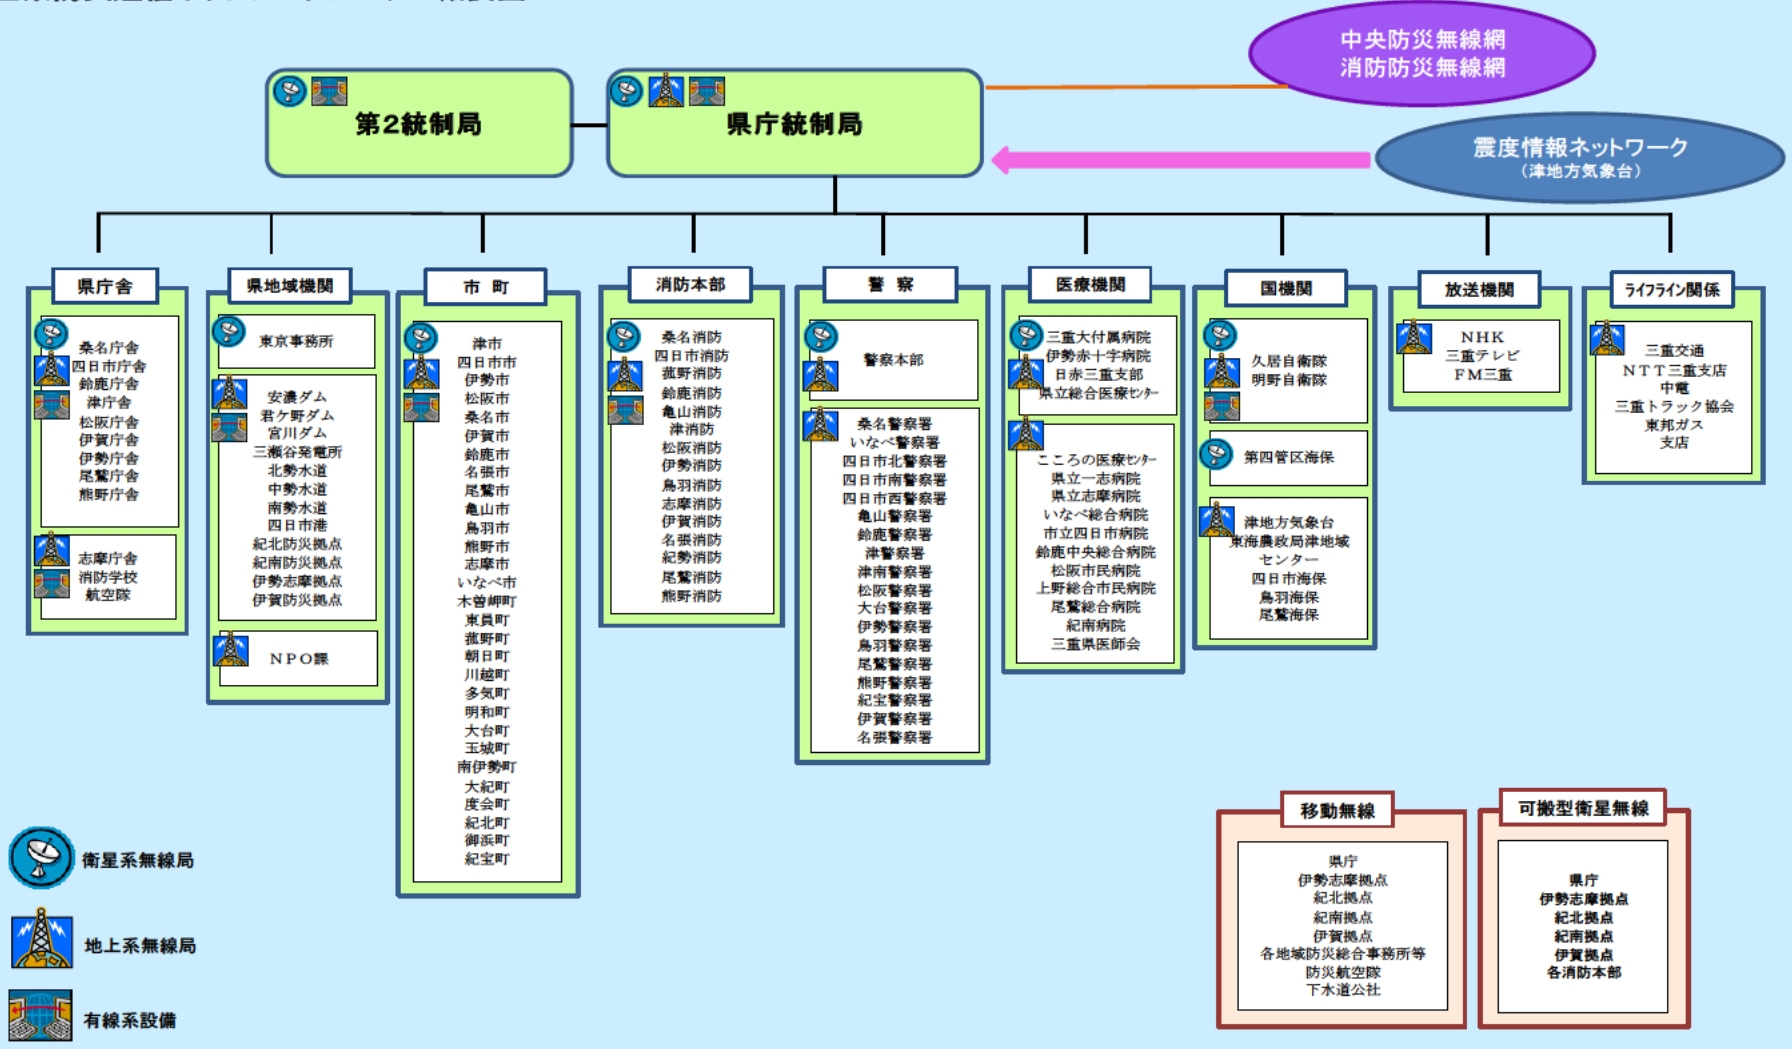 中央防災無線網
消防防災無線網
第2統制局
県庁統制局
震度情報ネットワーク
（津地方気象台）
県庁舎
桑名庁舎
四日市庁舎
鈴鹿庁舎
津庁舎
松阪庁舎
伊賀庁舎
伊勢庁舎
尾鷲庁舎
熊野庁舎
志摩庁舎
消防学校
航空隊
県地域機関
東京事務所
安濃ダム
君ケ野ダム
宮川ダム
三瀬谷発電所
北勢水道
中勢水道
南勢水道
四日市港
紀北防災拠点
紀南防災拠点
伊勢志摩拠点
伊賀防災拠点
NPO課
市 町
津市
四日市市
伊勢市
松阪市
桑名市
伊賀市
鈴鹿市
名張市
尾鷲市
亀山市
鳥羽市
熊野市
志摩市
いなべ市
木曽岬町
東員町
菰野町
朝日町
川越町
多気町
明和町
大台町
玉城町
南伊勢町
大紀町
度会町
紀北町
御浜町
紀宝町
消防本部
桑名消防
四日市消防
菰野消防
鈴鹿消防
亀山消防
津消防
松阪消防
伊勢消防
鳥羽消防
志摩消防
伊賀消防
名張消防
紀勢消防
尾鷲消防
熊野消防
警 察
警察本部
桑名警察署
いなべ警察署
四日市北警察署
四日市南警察署
四日市西警察署
亀山警察署
鈴鹿警察署
津警察署
津南警察署
松阪警察署
大台警察署
伊勢警察署
鳥羽警察署
尾鷲警察署
熊野警察署
紀宝警察署
伊賀警察署
名張警察署
医療機関
三重大付属病院
伊勢赤十字病院
日赤三重支部
県立総合医療センター
こころの医療センター
県立一志病院
県立志摩病院
いなべ総合病院
市立四日市病院
鈴鹿中央総合病院
松阪市民病院
上野総合市民病院
尾鷲総合病院
紀南病院
三重県医師会
国機関
久居自衛隊
明野自衛隊
第四管区海保
津地方気象台
東海農政局津地域
センター
四日市海保
鳥羽海保
尾鷲海保
放送機関
NHK
三重テレビ
FM三重
ライフライン関係
三重交通
NTT三重支店
中電
三重トラック協会
東邦ガス
支店
移動無線
県庁
伊勢志摩拠点
紀北拠点
紀南拠点
伊賀拠点
各地域防災総合事務所等
防災航空隊
下水道公社
可搬型衛星無線
県庁
伊勢志摩拠点
紀北拠点
紀南拠点
伊賀拠点
各消防本部
衛星系無線局
地上系無線局
有線系設備